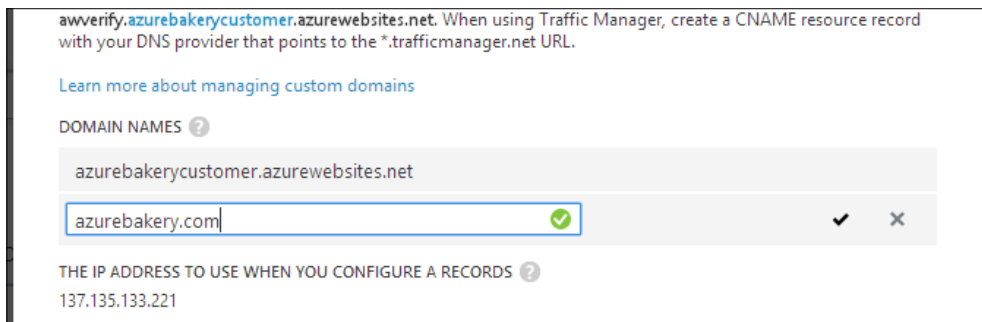 awverify.azurebakerycustomer.azurewebsites.net. When using Traffic Manager, create a CNAME resource record
with your DNS provider that points to the *.trafficmanager.net URL.
Learn more about managing custom domains
DOMAIN NAMES ?
azurebakerycustomer.azurewebsites.net
azurebakery.com
THE IP ADDRESS TO USE WHEN YOU CONFIGURE A RECORDS ?
137.135.133.221